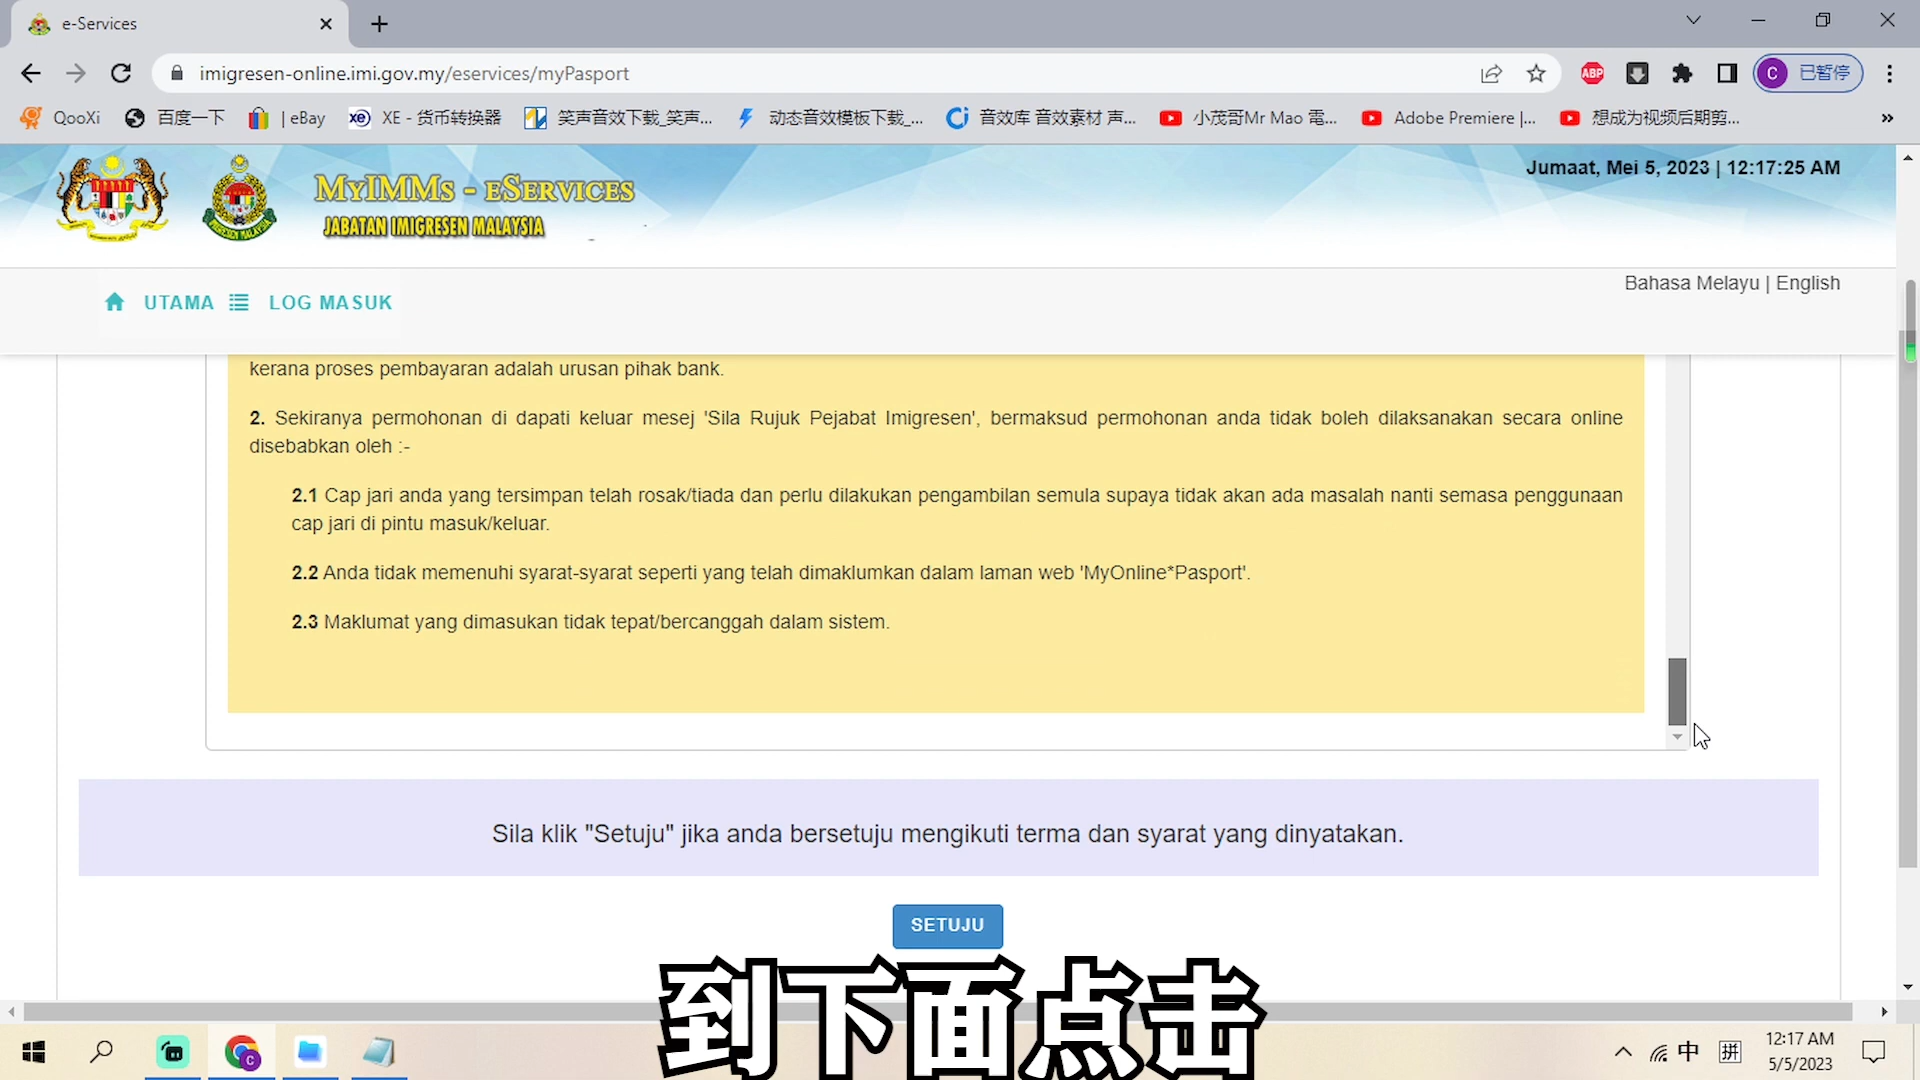 e-Services
imigresen-online.imi.gov.my/eservices/myPasport
ABP
C 已暂停
QooXi
百度一下
| eBay
xe XE - 货币转换器
笑声音效下载_笑声...
动态音效模板下载_...
音效库 音效素材 声...
小茂哥Mr Mao 電...
Adobe Premiere |...
想成为视频后期剪...
»
MyIMMs - eServices
JABATAN IMIGRESEN MALAYSIA
Jumaat, Mei 5, 2023 | 12:17:25 AM
UTAMA
LOG MASUK
Bahasa Melayu | English
kerana proses pembayaran adalah urusan pihak bank.
2. Sekiranya permohonan di dapati keluar mesej 'Sila Rujuk Pejabat Imigresen', bermaksud permohonan anda tidak boleh dilaksanakan secara online
disebabkan oleh :-
2.1 Cap jari anda yang tersimpan telah rosak/tiada dan perlu dilakukan pengambilan semula supaya tidak akan ada masalah nanti semasa penggunaan
cap jari di pintu masuk/keluar.
2.2 Anda tidak memenuhi syarat-syarat seperti yang telah dimaklumkan dalam laman web 'MyOnline*Pasport'.
2.3 Maklumat yang dimasukan tidak tepat/bercanggah dalam sistem.
Sila klik "Setuju" jika anda bersetuju mengikuti terma dan syarat yang dinyatakan.
SETUJU
到下面点击
中
拼
12:17 AM
5/5/2023